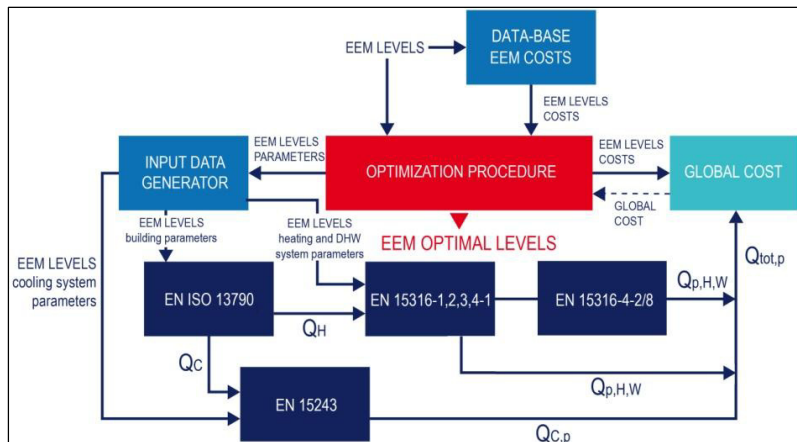 EEM LEVELS
DATA-BASE
EEM COSTS
EEM LEVELS
COSTS
EEM LEVELS
PARAMETERS
INPUT DATA
GENERATOR
OPTIMIZATION PROCEDURE
EEM LEVELS
COSTS
GLOBAL COST
GLOBAL
COST
EEM LEVELS
building parameters
EEM LEVELS
heating and DHW
system parameters
EEM OPTIMAL LEVELS
EEM LEVELS
cooling system
parameters
Qtot,p
EN ISO 13790
QH
EN 15316-1,2,3,4-1
EN 15316-4-2/8
Qp,H,W
QC
Qp,H,W
EN 15243
QC,p